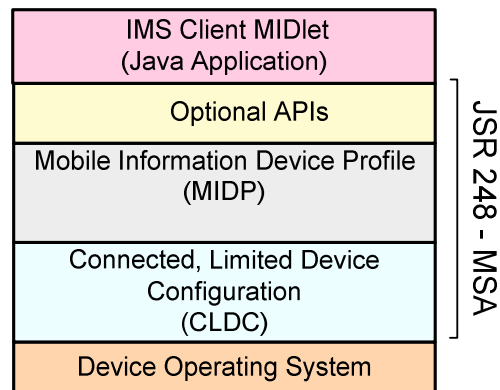 IMS Client MIDlet
(Java Application)
Optional APIs
Mobile Information Device Profile
(MIDP)
Connected, Limited Device
Configuration
(CLDC)
Device Operating System
JSR 248 - MSA